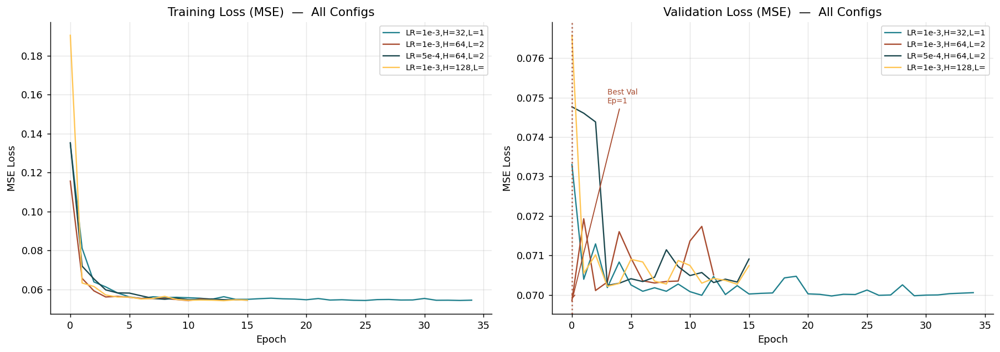 Training Loss (MSE)  —  All Configs
MSE Loss
0.18
0.16
0.14
0.12
0.10
0.08
0.06
0 5 10 15 20 25 30 35
Epoch
LR=1e-3,H=32,L=1
LR=1e-3,H=64,L=2
LR=5e-4,H=64,L=2
LR=1e-3,H=128,L=
Validation Loss (MSE)  —  All Configs
MSE Loss
0.076
0.075
0.074
0.073
0.072
0.071
0.070
0 5 10 15 20 25 30 35
Epoch
LR=1e-3,H=32,L=1
LR=1e-3,H=64,L=2
LR=5e-4,H=64,L=2
LR=1e-3,H=128,L=
Best Val
Ep=1